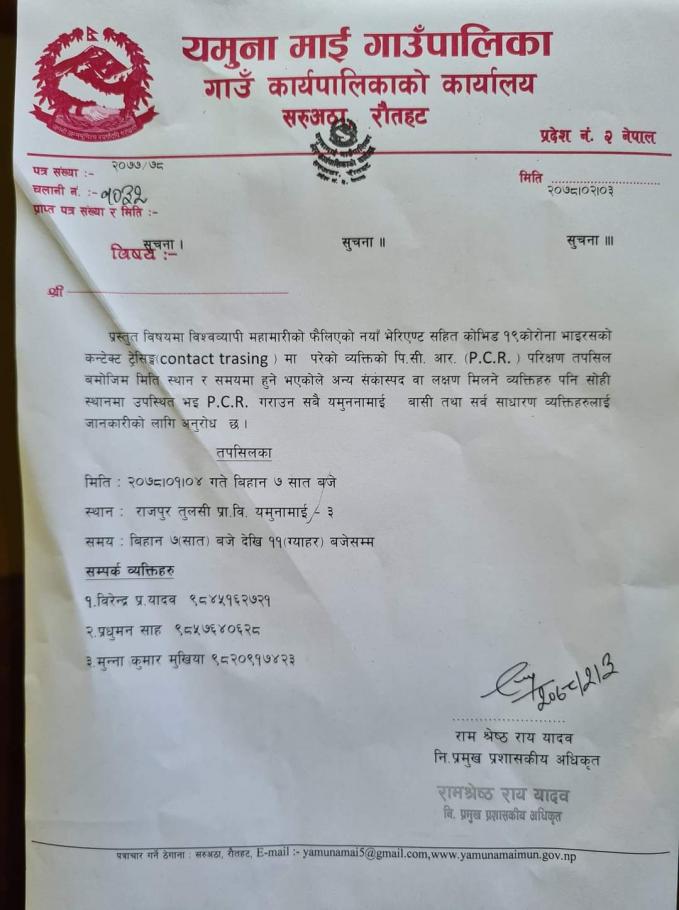 यमुना माई गाउँपालिका
गाउँ कार्यपालिकाको कार्यालय
सरुअठा, रौतहट
प्रदेश नं. २ नेपाल
पत्र संख्या :- २०७७/७८
चलानी नं. :- १०३२
प्राप्त पत्र संख्या र मिति :-
मिति ........................
२०७८।०२।०३
विषय :-
सुचना । सुचना ॥ सुचना ॥।
श्री
प्रस्तुत विषयमा विश्वव्यापी महामारीको फैलिएको नयाँ भेरिएण्ट सहित कोभिड १९कोरोना भाइरसको
कन्टेक्ट ट्रेसिङ्ग(contact trasing ) मा परेको व्यक्तिको पि.सी. आर. (P.C.R. ) परिक्षण तपसिल
बमोजिम मिति स्थान र समयमा हुने भएकोले अन्य संकास्पद वा लक्षण मिलने व्यक्तिहरु पनि सोही
स्थानमा उपस्थित भइ P.C.R. गराउन सबै यमुननामाई बासी तथा सर्व साधारण व्यक्तिहरुलाई
जानकारीको लागि अनुरोध छ ।
तपसिलका
मिति : २०७८।०१।०४ गते बिहान ७ सात बजे
स्थान : राजपुर तुलसी प्रा.वि. यमुनामाई - ३
समय : बिहान ७(सात) बजे देखि ११(ग्याहर) बजेसम्म
सम्पर्क व्यक्तिहरु
१.विरेन्द्र प्र.यादव ९८४५१६२७२१
२.प्रधुमन साह ९८५७६४०६२८
३.मुन्ना कुमार मुखिया ९८२०९१७४२३
२०७८/२/३
राम श्रेष्ठ राय यादव
नि.प्रमुख प्रशासकीय अधिकृत
रामश्रेष्ठ राय यादव
नि. प्रमुख प्रशासकीय अधिकृत
पत्राचार गर्ने ठेगाना : सरुअठा, रौतहट, E-mail :- yamunamai5@gmail.com,www.yamunamaimun.gov.np